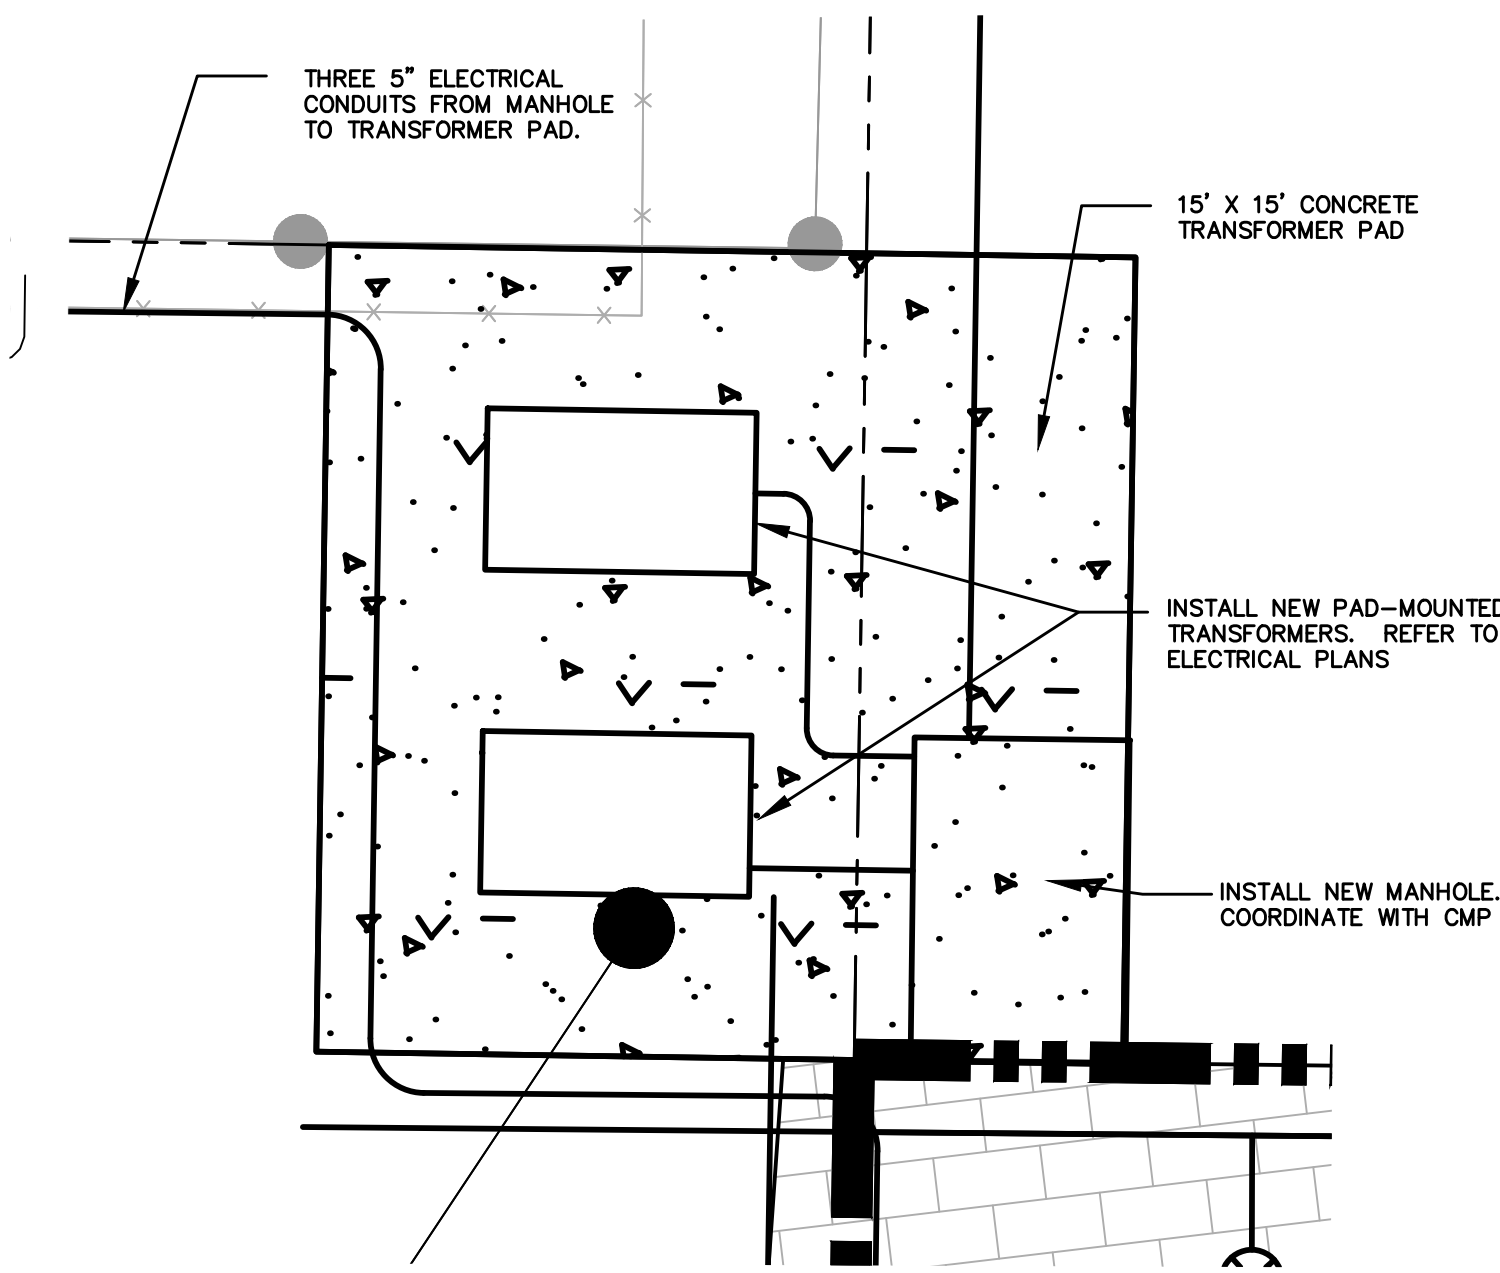 THREE 5" ELECTRICAL
CONDUITS FROM MANHOLE
TO TRANSFORMER PAD.
15' X 15' CONCRETE
TRANSFORMER PAD
INSTALL NEW PAD-MOUNTED
TRANSFORMERS. REFER TO
ELECTRICAL PLANS
INSTALL NEW MANHOLE.
COORDINATE WITH CMP